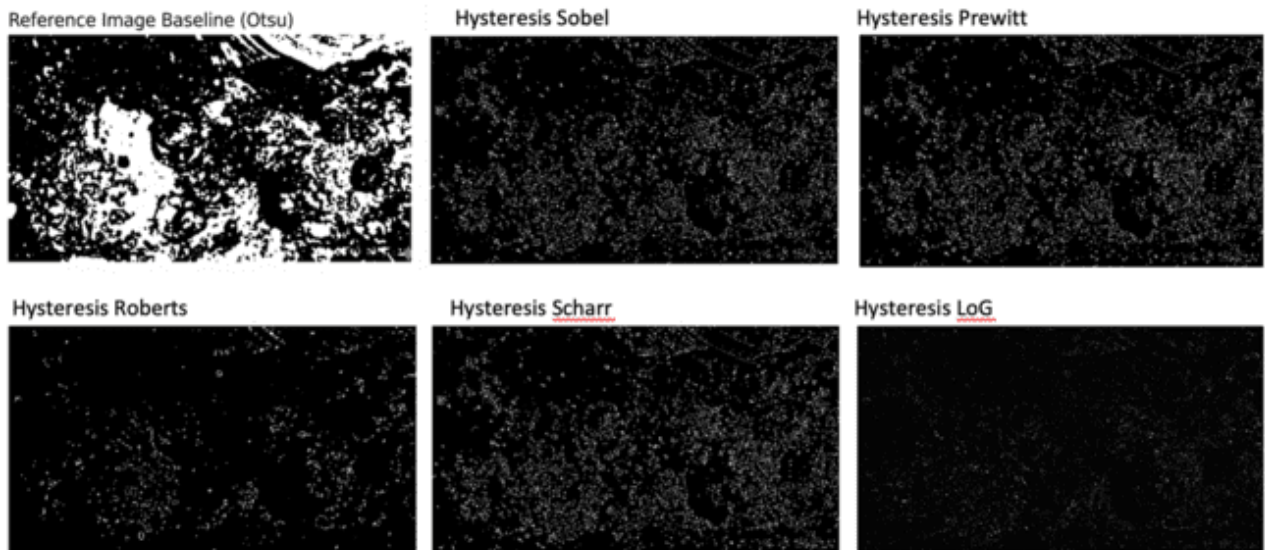 Reference Image Baseline (Otsu)
Hysteresis Sobel
Hysteresis Prewitt
Hysteresis Roberts
Hysteresis Scharr
Hysteresis LoG